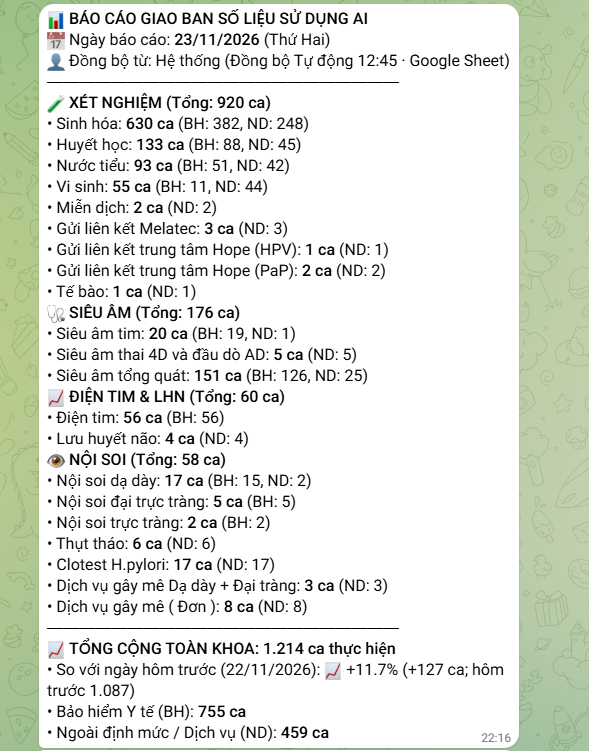 📊 BÁO CÁO GIAO BAN SỐ LIỆU SỬ DỤNG AI
📅 Ngày báo cáo: 23/11/2026 (Thứ Hai)
👤 Đồng bộ từ: Hệ thống (Đồng bộ Tự động 12:45 · Google Sheet)
🧪 XÉT NGHIỆM (Tổng: 920 ca)
• Sinh hóa: 630 ca (BH: 382, ND: 248)
• Huyết học: 133 ca (BH: 88, ND: 45)
• Nước tiểu: 93 ca (BH: 51, ND: 42)
• Vi sinh: 55 ca (BH: 11, ND: 44)
• Miễn dịch: 2 ca (ND: 2)
• Gửi liên kết Melatec: 3 ca (ND: 3)
• Gửi liên kết trung tâm Hope (HPV): 1 ca (ND: 1)
• Gửi liên kết trung tâm Hope (PaP): 2 ca (ND: 2)
• Tế bào: 1 ca (ND: 1)
🩺 SIÊU ÂM (Tổng: 176 ca)
• Siêu âm tim: 20 ca (BH: 19, ND: 1)
• Siêu âm thai 4D và đầu dò AD: 5 ca (ND: 5)
• Siêu âm tổng quát: 151 ca (BH: 126, ND: 25)
📈 ĐIỆN TIM & LHN (Tổng: 60 ca)
• Điện tim: 56 ca (BH: 56)
• Lưu huyết não: 4 ca (ND: 4)
👁 NỘI SOI (Tổng: 58 ca)
• Nội soi dạ dày: 17 ca (BH: 15, ND: 2)
• Nội soi đại trực tràng: 5 ca (BH: 5)
• Nội soi trực tràng: 2 ca (BH: 2)
• Thụt tháo: 6 ca (ND: 6)
• Clotest H.pylori: 17 ca (ND: 17)
• Dịch vụ gây mê Dạ dày + Đại tràng: 3 ca (ND: 3)
• Dịch vụ gây mê ( Đơn ): 8 ca (ND: 8)
📈 TỔNG CỘNG TOÀN KHOA: 1.214 ca thực hiện
• So với ngày hôm trước (22/11/2026): 📈 +11.7% (+127 ca; hôm
trước 1.087)
• Bảo hiểm Y tế (BH): 755 ca
• Ngoài định mức / Dịch vụ (ND): 459 ca
22:16